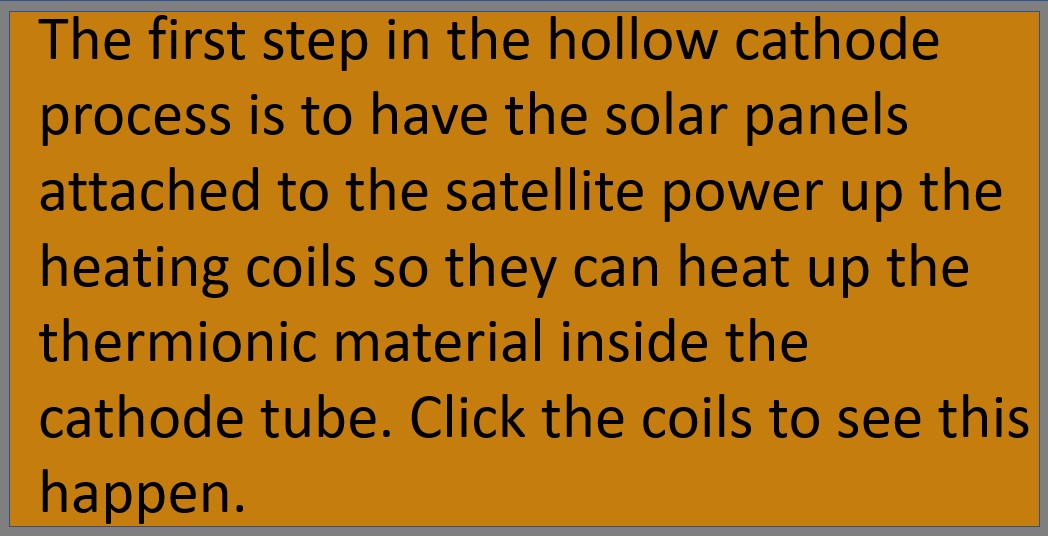 The first step in the hollow cathode
process is to have the solar panels
attached to the satellite power up the
heating coils so they can heat up the
thermionic material inside the
cathode tube. Click the coils to see this
happen.